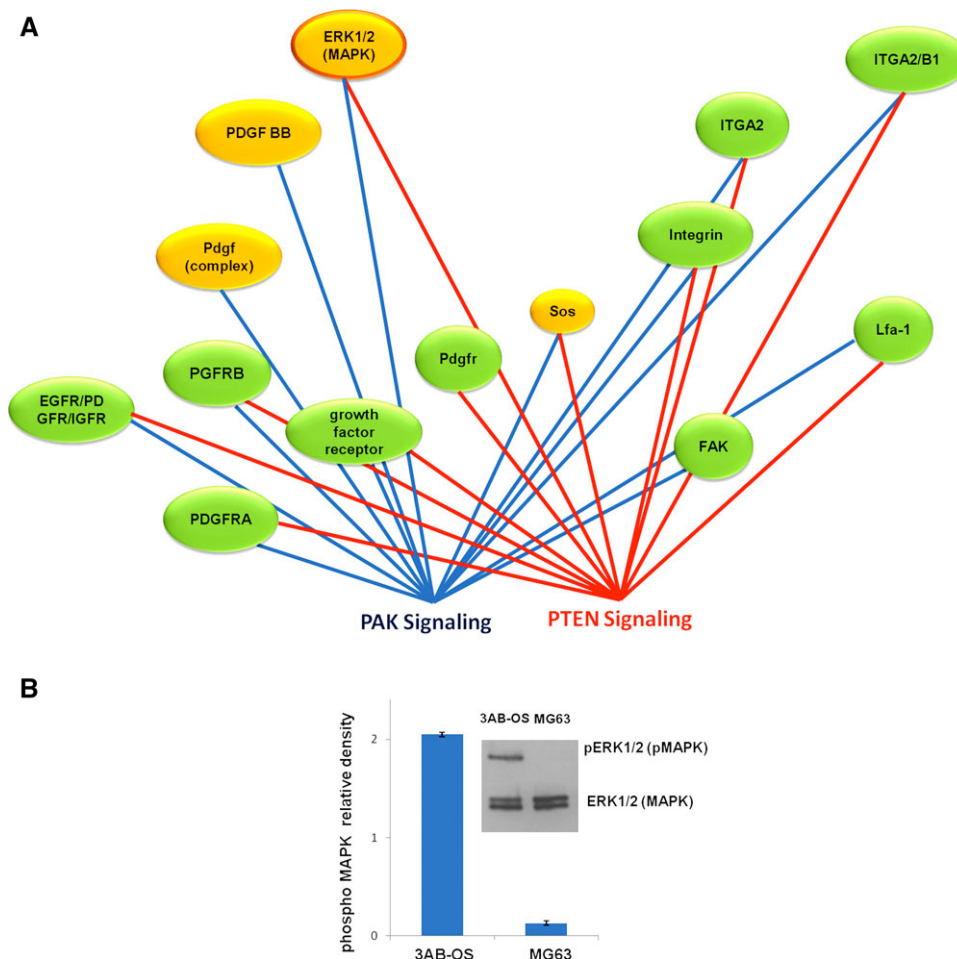 A
ERK1/2
(MAPK)
ITGA2/B1
PDGF BB
ITGA2
Pdgf
(complex)
Integrin
Sos
Lfa-1
Pdgfr
PGFRB
EGFR/PD
GFR/IGFR
growth
factor
receptor
FAK
PDGFRA
PAK Signaling
PTEN Signaling
B
phospho MAPK relative density
2
1
0
3AB-OS MG63
pERK1/2 (pMAPK)
ERK1/2 (MAPK)
3AB-OS
MG63